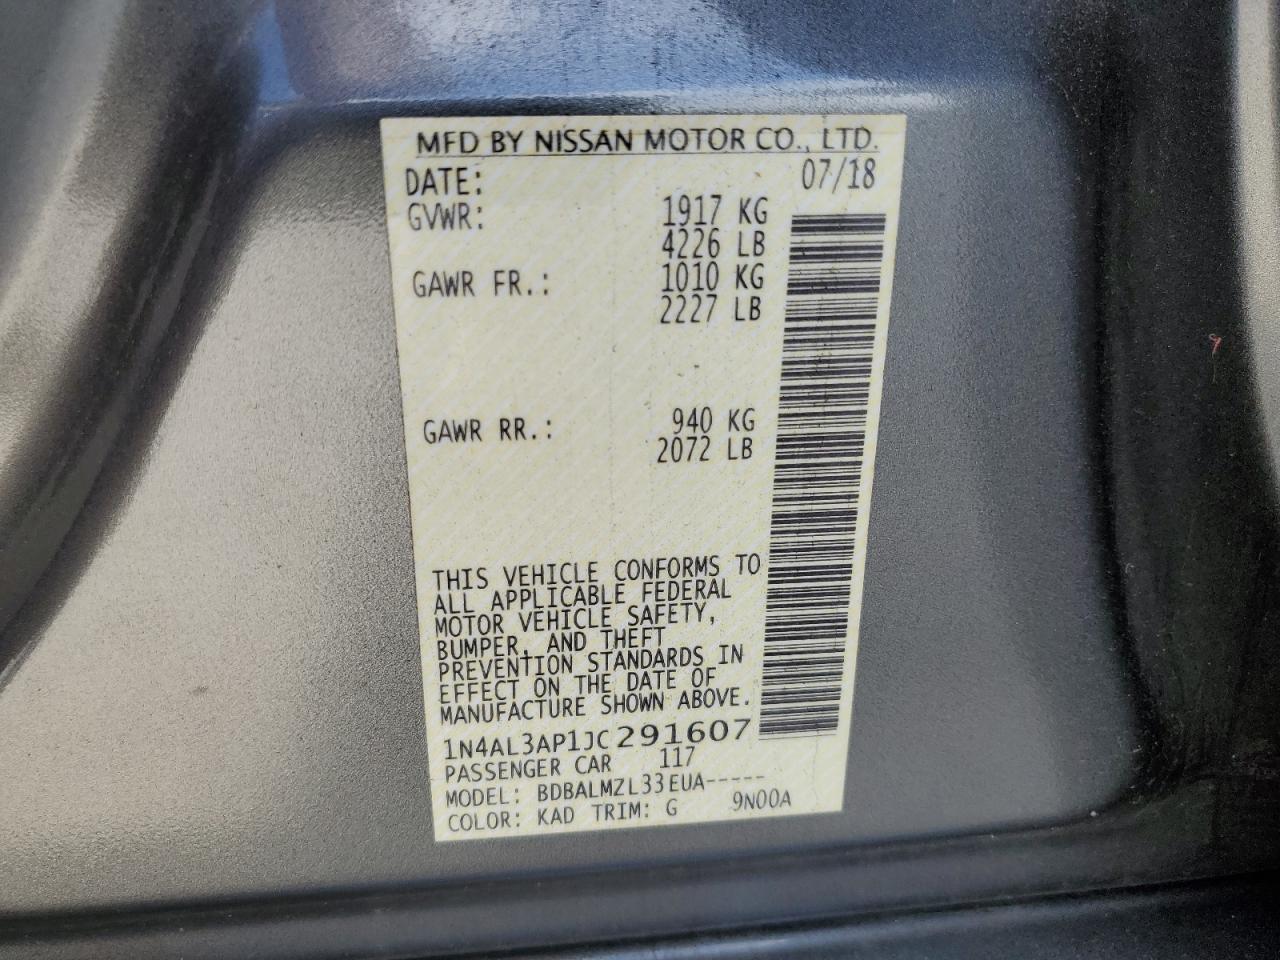 MFD BY NISSAN MOTOR CO., LTD.
DATE: 07/18
GVWR: 1917 KG
4226 LB
GAWR FR.: 1010 KG
2227 LB
GAWR RR.: 940 KG
2072 LB
THIS VEHICLE CONFORMS TO
ALL APPLICABLE FEDERAL
MOTOR VEHICLE SAFETY,
BUMPER, AND THEFT
PREVENTION STANDARDS IN
EFFECT ON THE DATE OF
MANUFACTURE SHOWN ABOVE.
1N4AL3AP1JC291607
PASSENGER CAR 117
MODEL: BDBALMZL33EUA-----
COLOR: KAD TRIM: G 9N00A